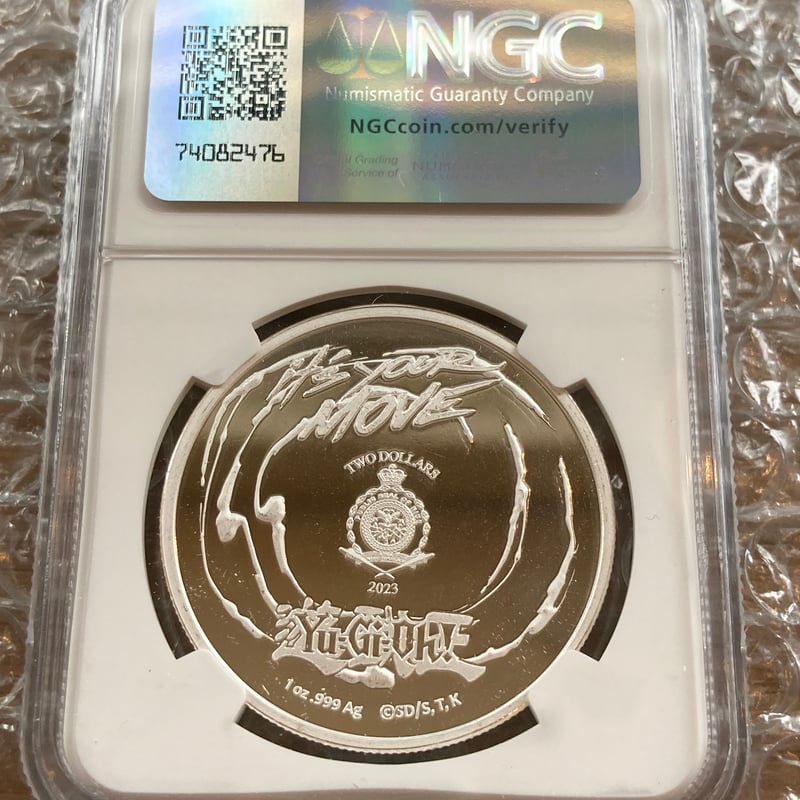 NGC
Numismatic Guaranty Company
NGCcoin.com/verify
74082476
It's YOUR
MOVE
TWO DOLLARS
2023
Yu-Gi-Oh!
1 oz .999 Ag ©SD/S, T, K